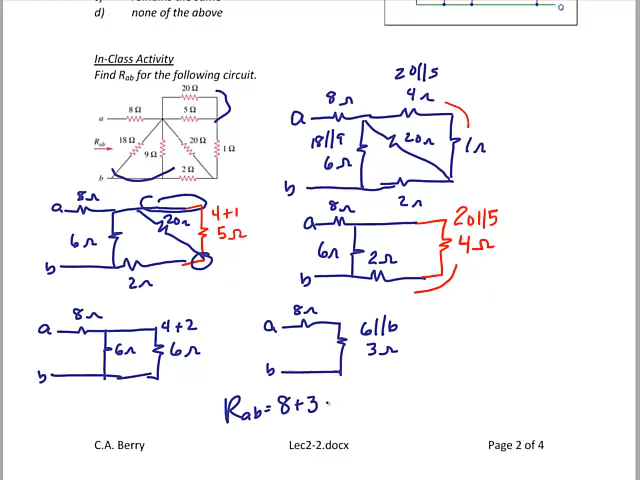 d) none of the above
Q
In-Class Activity
Find Rab for the following circuit.
20 Ω
8 Ω
5 Ω
a
Rab
18 Ω
9 Ω
20 Ω
1 Ω
2 Ω
b
20//5
8Ω
4Ω
a
18//9
6Ω
20Ω
1Ω
b
2Ω
8Ω
a
20Ω
4+1
5Ω
6Ω
b
2Ω
8Ω
a
20//5
4Ω
6Ω
2Ω
b
8Ω
a
4+2
6Ω
6Ω
b
8Ω
a
6//6
3Ω
b
Rab = 8+3
C.A. Berry
Lec2-2.docx
Page 2 of 4